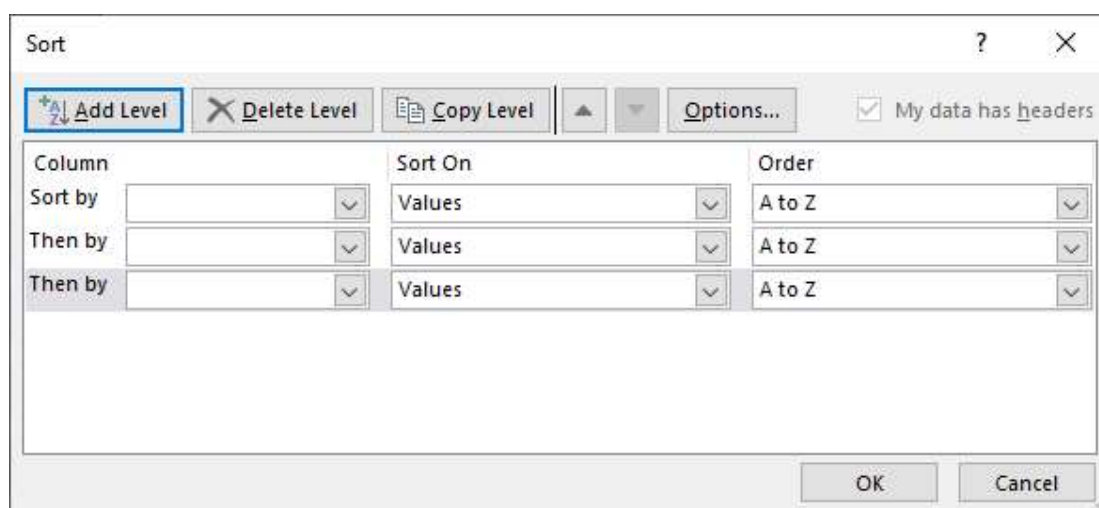 Sort ?
Add Level Delete Level Copy Level Options... My data has headers
Column Sort On Order
Sort by Values A to Z
Then by Values A to Z
Then by Values A to Z
OK Cancel